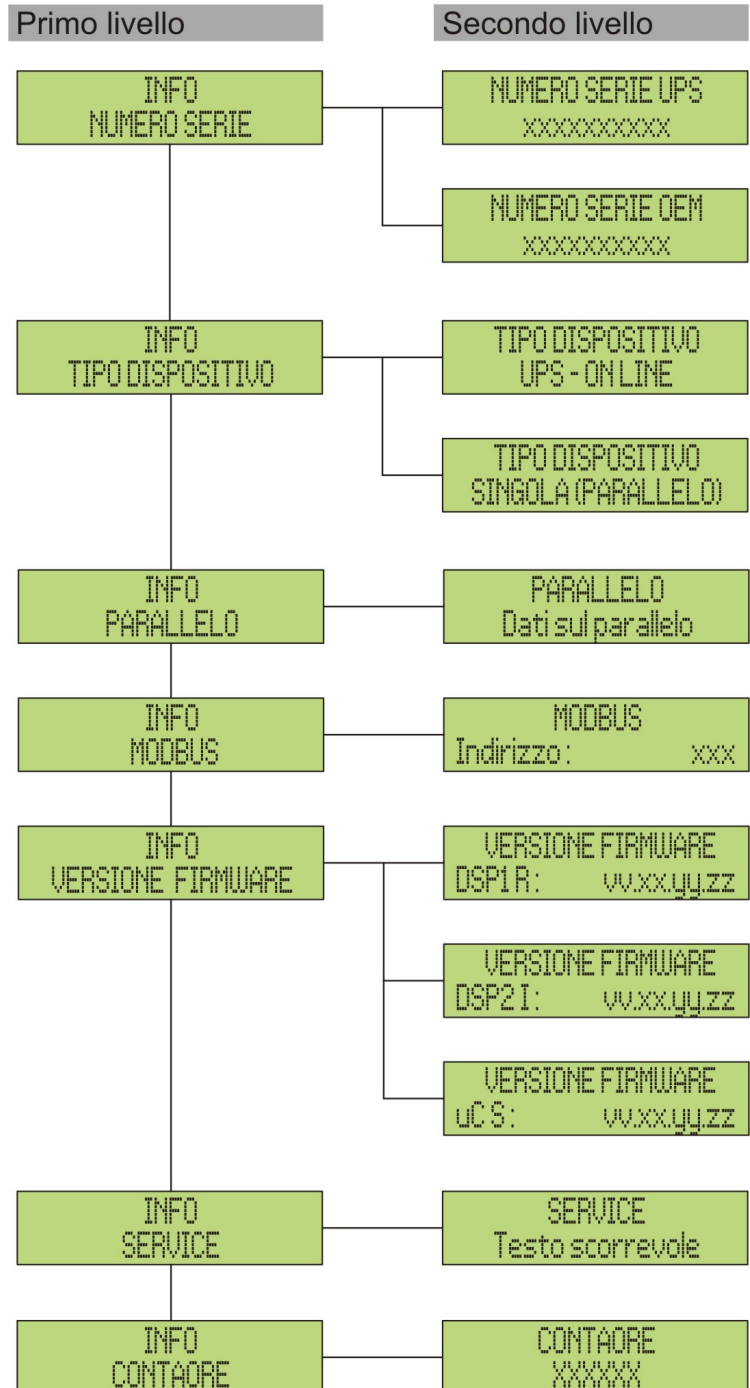 Primo livello
Secondo livello
INFO
NUMERO SERIE
NUMERO SERIE UPS
XXXXXXXXXX
NUMERO SERIE OEM
XXXXXXXXXX
INFO
TIPO DISPOSITIVO
TIPO DISPOSITIVO
UPS - ON LINE
TIPO DISPOSITIVO
SINGOLA (PARALLELO)
INFO
PARALLELO
PARALLELO
Dati sul parallelo
INFO
MODBUS
MODBUS
Indirizzo: xxx
INFO
VERSIONE FIRMWARE
VERSIONE FIRMWARE
DSP1 R: vv.xx.yy.zz
VERSIONE FIRMWARE
DSP2 I: vv.xx.yy.zz
VERSIONE FIRMWARE
uC S: vv.xx.yy.zz
INFO
SERVICE
SERVICE
Testo scorrevole
INFO
CONTAORE
CONTAORE
XXXXXX